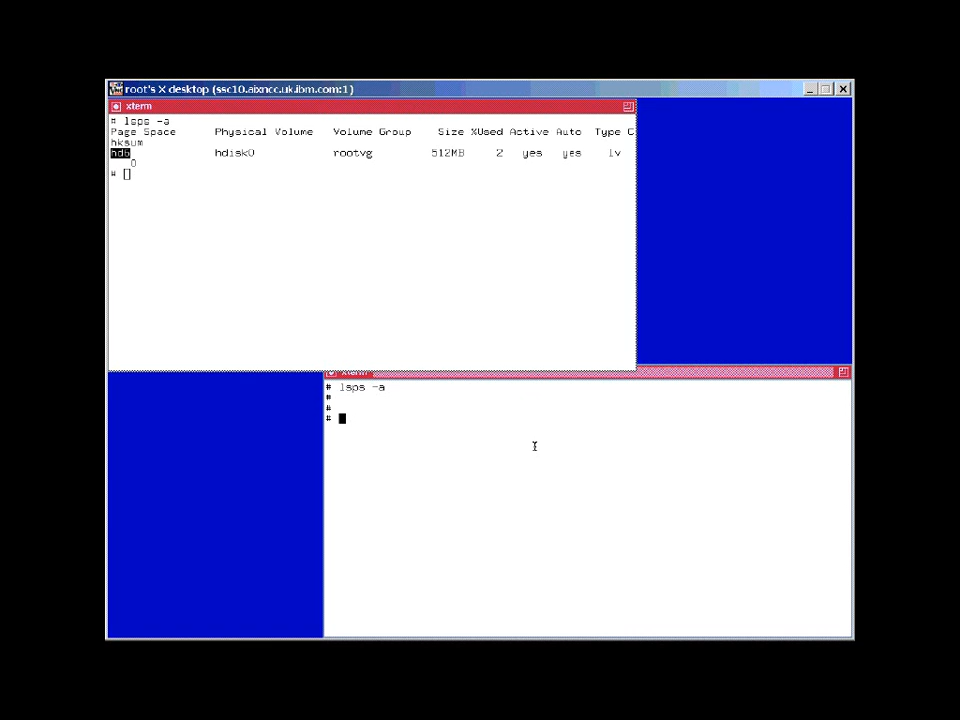 root's X desktop (ssc10.aixncc.uk.ibm.com:1)
xterm
# lsps -a
Page Space Physical Volume Volume Group Size %Used Active Auto Type C
hksum
hd6 hdisk0 rootvg 512MB 2 yes yes lv
0
#
xterm
# lsps -a
#
#
#